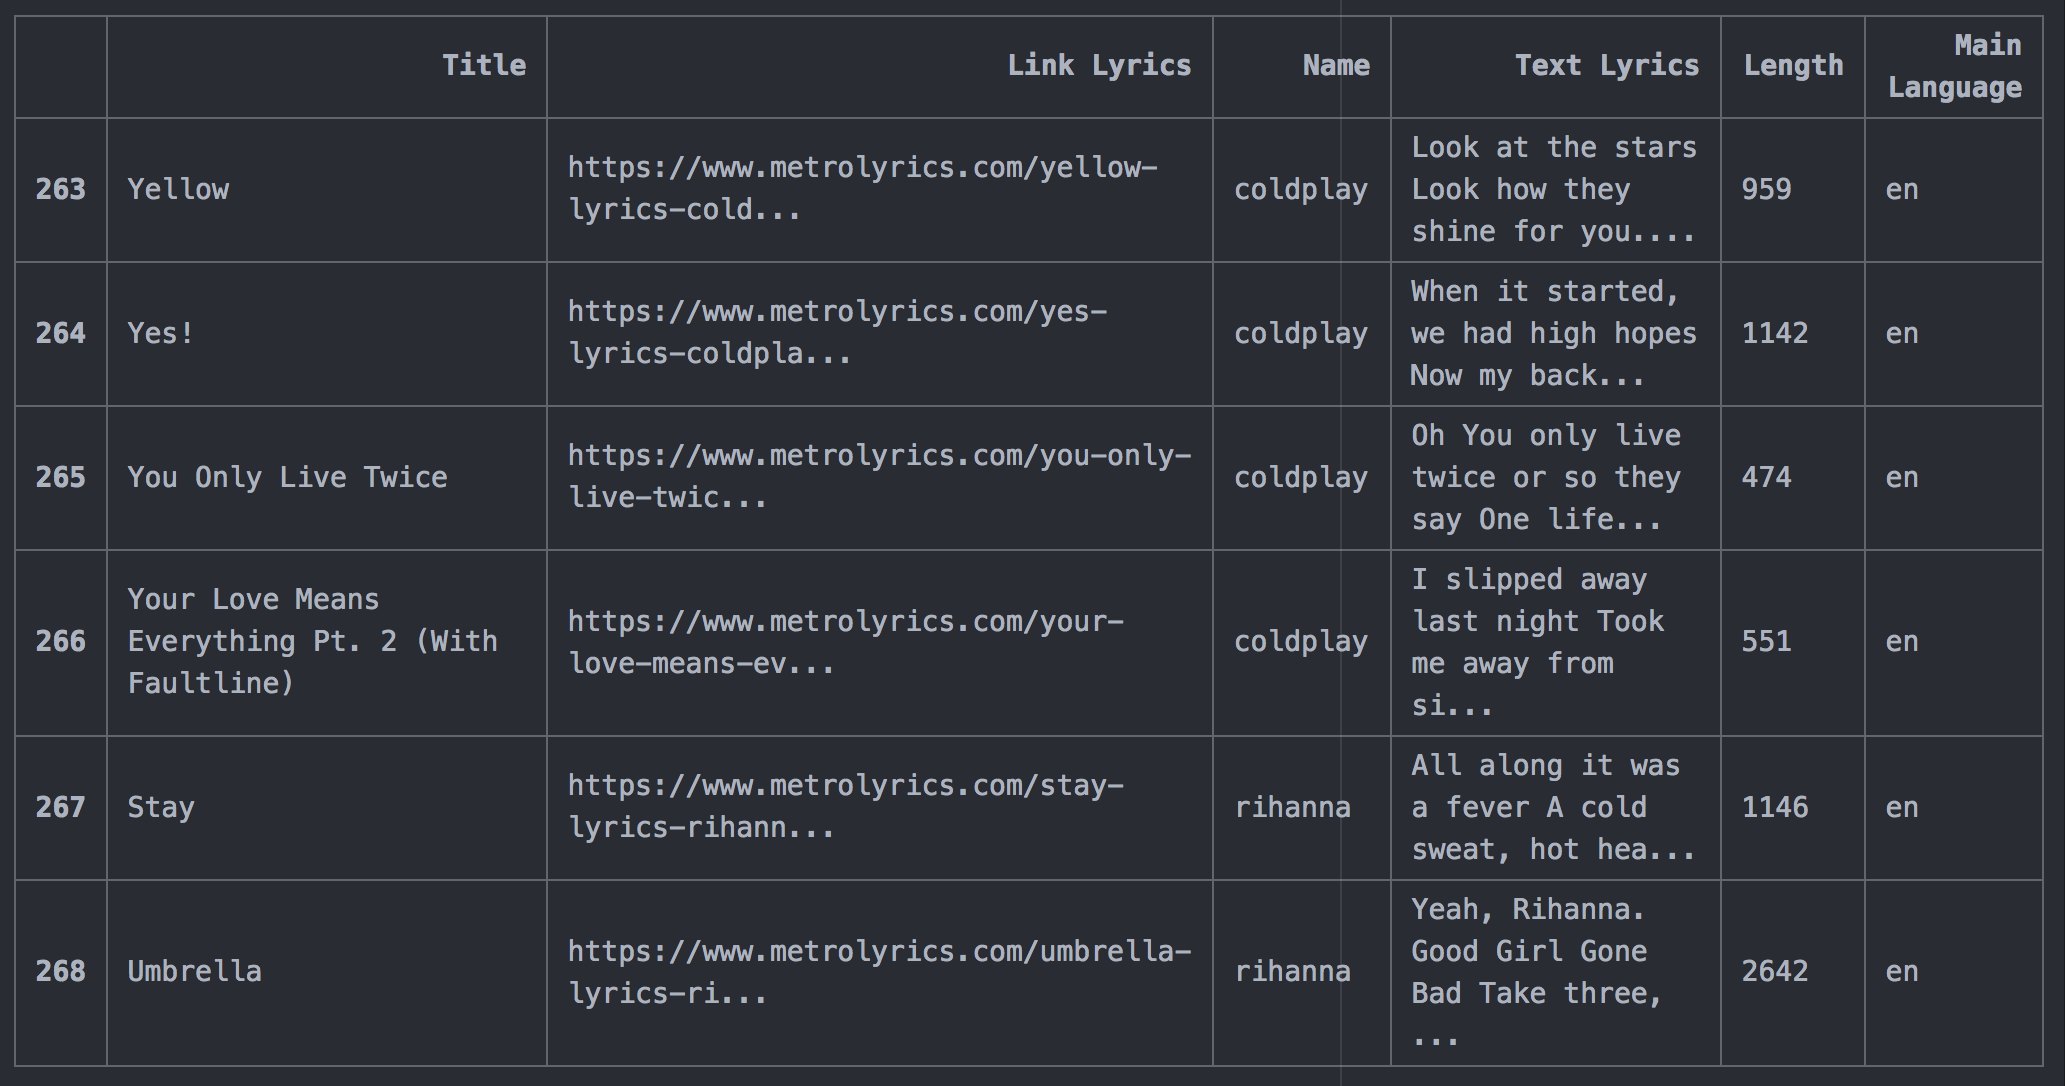 Title Link Lyrics Name Text Lyrics Length Main Language
263 Yellow https://www.metrolyrics.com/yellow-lyrics-cold... coldplay Look at the stars Look how they shine for you.... 959 en
264 Yes! https://www.metrolyrics.com/yes-lyrics-coldpla... coldplay When it started, we had high hopes Now my back... 1142 en
265 You Only Live Twice https://www.metrolyrics.com/you-only-live-twic... coldplay Oh You only live twice or so they say One life... 474 en
266 Your Love Means Everything Pt. 2 (With Faultline) https://www.metrolyrics.com/your-love-means-ev... coldplay I slipped away last night Took me away from si... 551 en
267 Stay https://www.metrolyrics.com/stay-lyrics-rihann... rihanna All along it was a fever A cold sweat, hot hea... 1146 en
268 Umbrella https://www.metrolyrics.com/umbrella-lyrics-ri... rihanna Yeah, Rihanna. Good Girl Gone Bad Take three, ... 2642 en